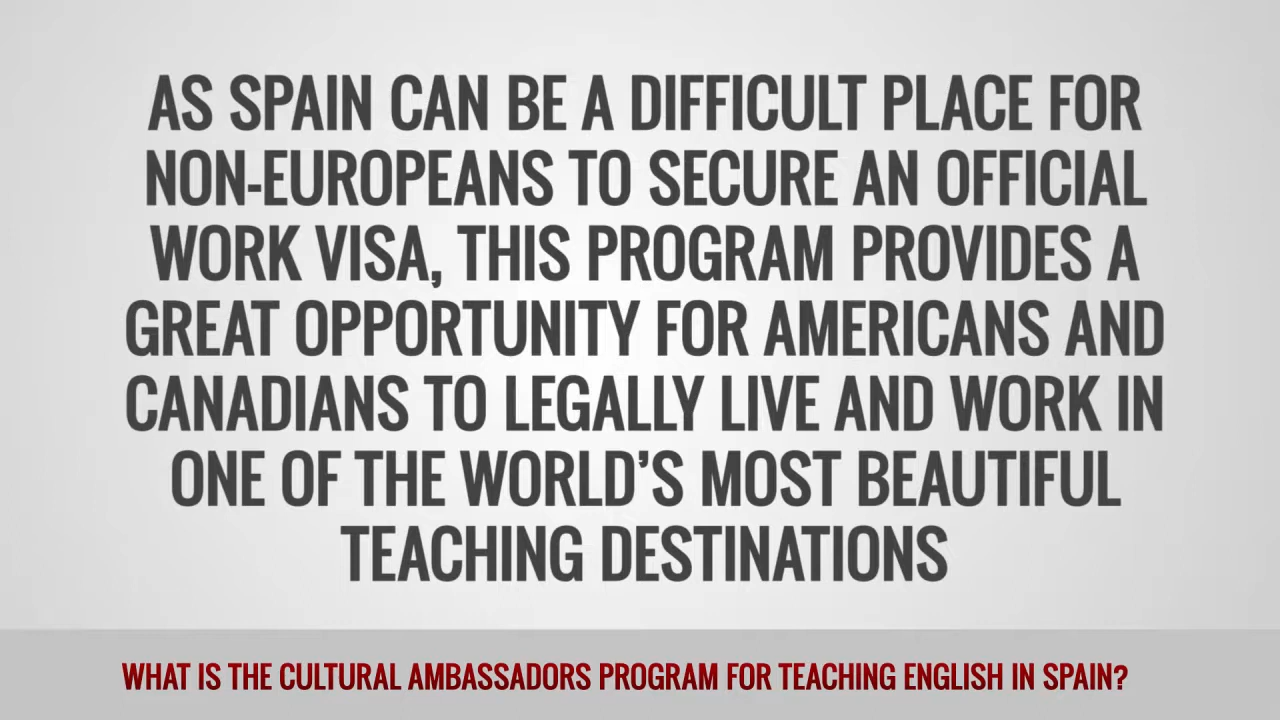 AS SPAIN CAN BE A DIFFICULT PLACE FOR
NON-EUROPEANS TO SECURE AN OFFICIAL
WORK VISA, THIS PROGRAM PROVIDES A
GREAT OPPORTUNITY FOR AMERICANS AND
CANADIANS TO LEGALLY LIVE AND WORK IN
ONE OF THE WORLD'S MOST BEAUTIFUL
TEACHING DESTINATIONS
WHAT IS THE CULTURAL AMBASSADORS PROGRAM FOR TEACHING ENGLISH IN SPAIN?